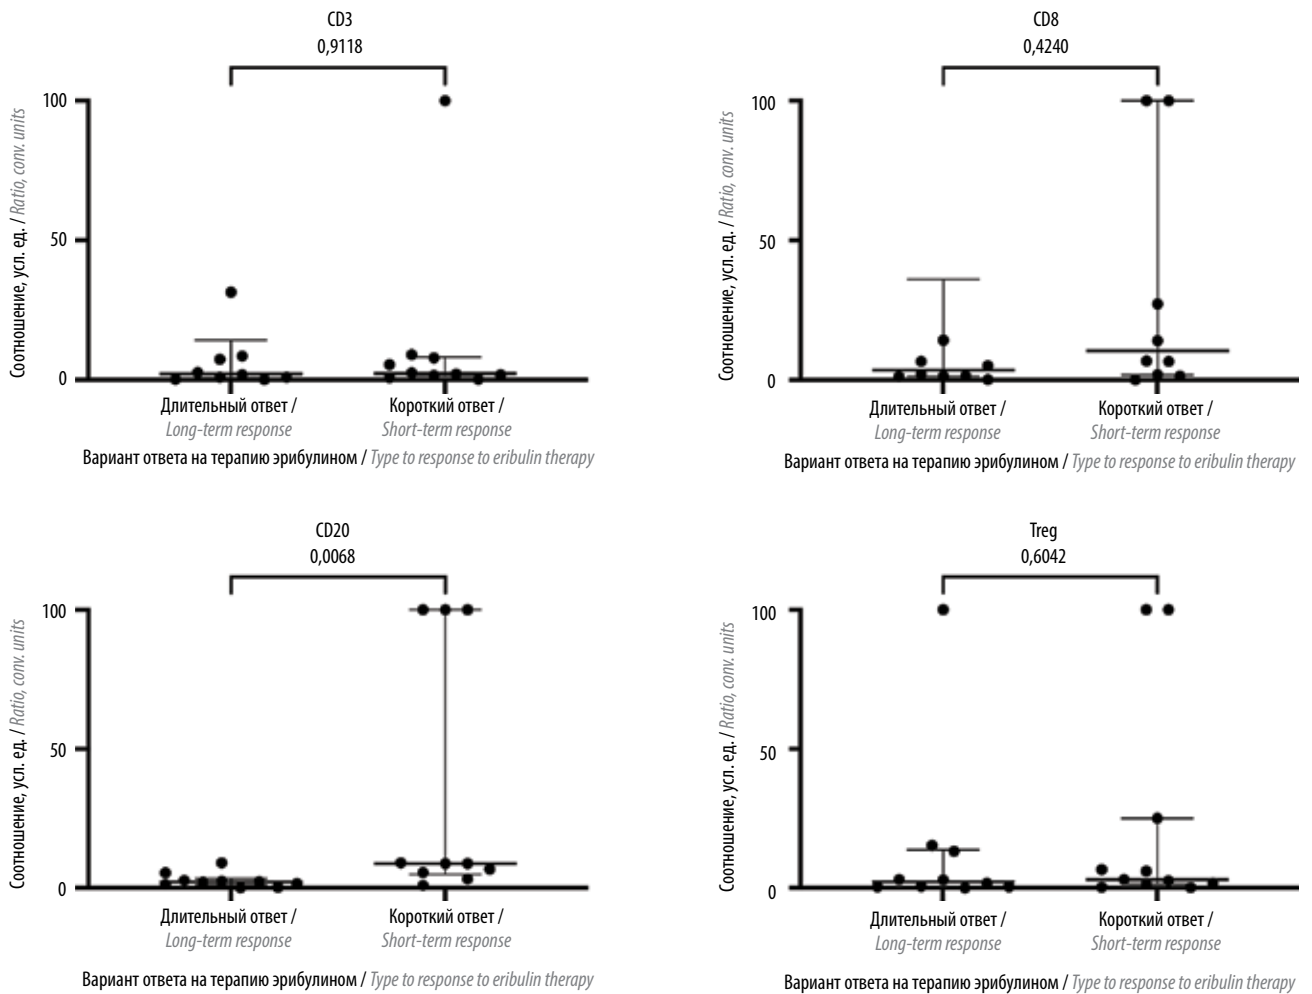 CD3
0,9118
Соотношение, усл. ед. / Ratio, conv. units
100
50
0
Длительный ответ /
Long-term response
Короткий ответ /
Short-term response
Вариант ответа на терапию эрибулином / Type to response to eribulin therapy
CD8
0,4240
Соотношение, усл. ед. / Ratio, conv. units
100
50
0
Длительный ответ /
Long-term response
Короткий ответ /
Short-term response
Вариант ответа на терапию эрибулином / Type to response to eribulin therapy
CD20
0,0068
Соотношение, усл. ед. / Ratio, conv. units
100
50
0
Длительный ответ /
Long-term response
Короткий ответ /
Short-term response
Вариант ответа на терапию эрибулином / Type to response to eribulin therapy
Treg
0,6042
Соотношение, усл. ед. / Ratio, conv. units
100
50
0
Длительный ответ /
Long-term response
Короткий ответ /
Short-term response
Вариант ответа на терапию эрибулином / Type to response to eribulin therapy